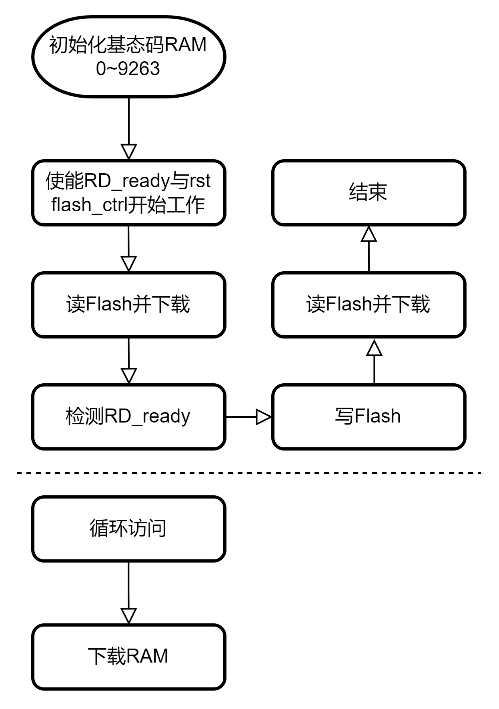 初始化基态码RAM
0~9263
使能RD_ready与rst
flash_ctrl开始工作
读Flash并下载
检测RD_ready
写Flash
读Flash并下载
结束
循环访问
下载RAM